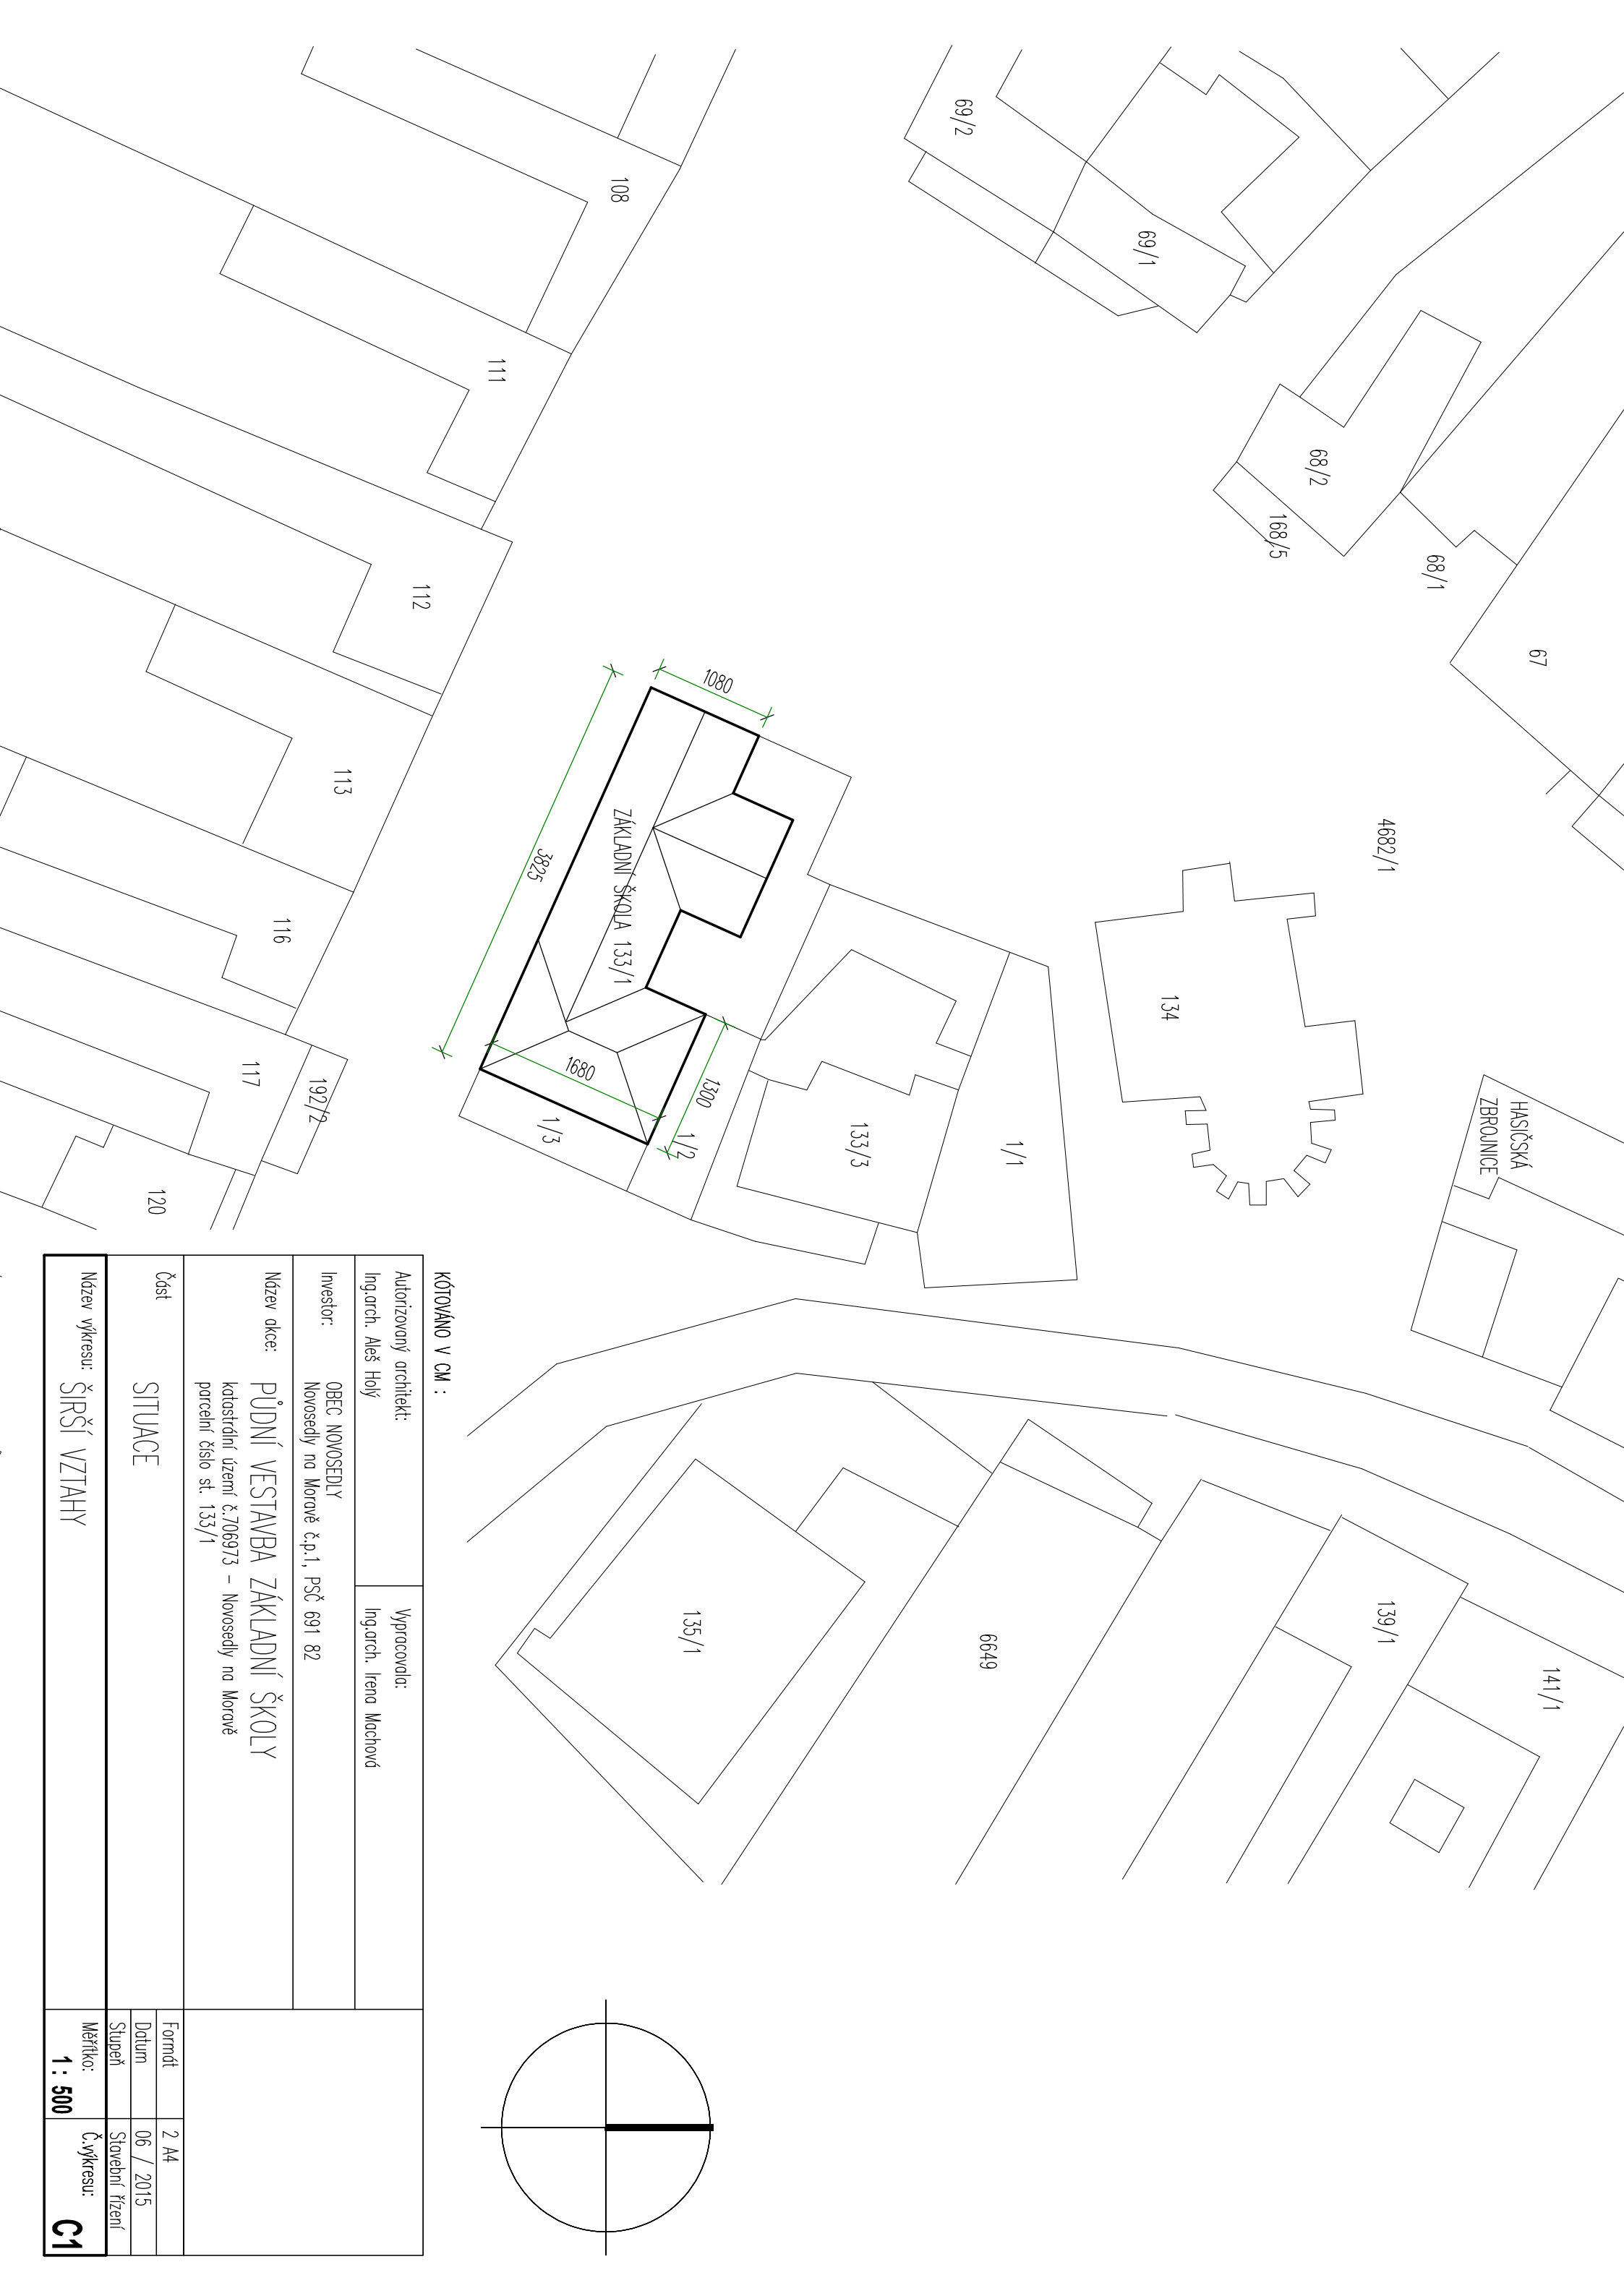 69/2
69/1
108
111
68/2
168/5
68/1
67
112
113
116
117
192/2
120
1080
3825
ZÁKLADNÍ ŠKOLA 133/1
1680
1300
1/3
1/2
133/3
1/1
134
4682/1
HASIČSKÁ
ZBROJNICE
135/1
6649
139/1
141/1
KÓTOVÁNO V CM :
Autorizovaný architekt:
Ing.arch. Aleš Holý
Vypracovala:
Ing.arch. Irena Machová
Investor:
OBEC NOVOSEDLY
Novosedly na Moravě č.p.1, PSČ 691 82
Název akce:
PŮDNÍ VESTAVBA ZÁKLADNÍ ŠKOLY
katastrální území č.706973 – Novosedly na Moravě
parcelní číslo st. 133/1
Část
SITUACE
Formát 2 A4
Datum 06 / 2015
Stupeň Stavební řízení
Název výkresu: ŠIRŠÍ VZTAHY
Měřítko:
1 : 500
Č.výkresu:
C1